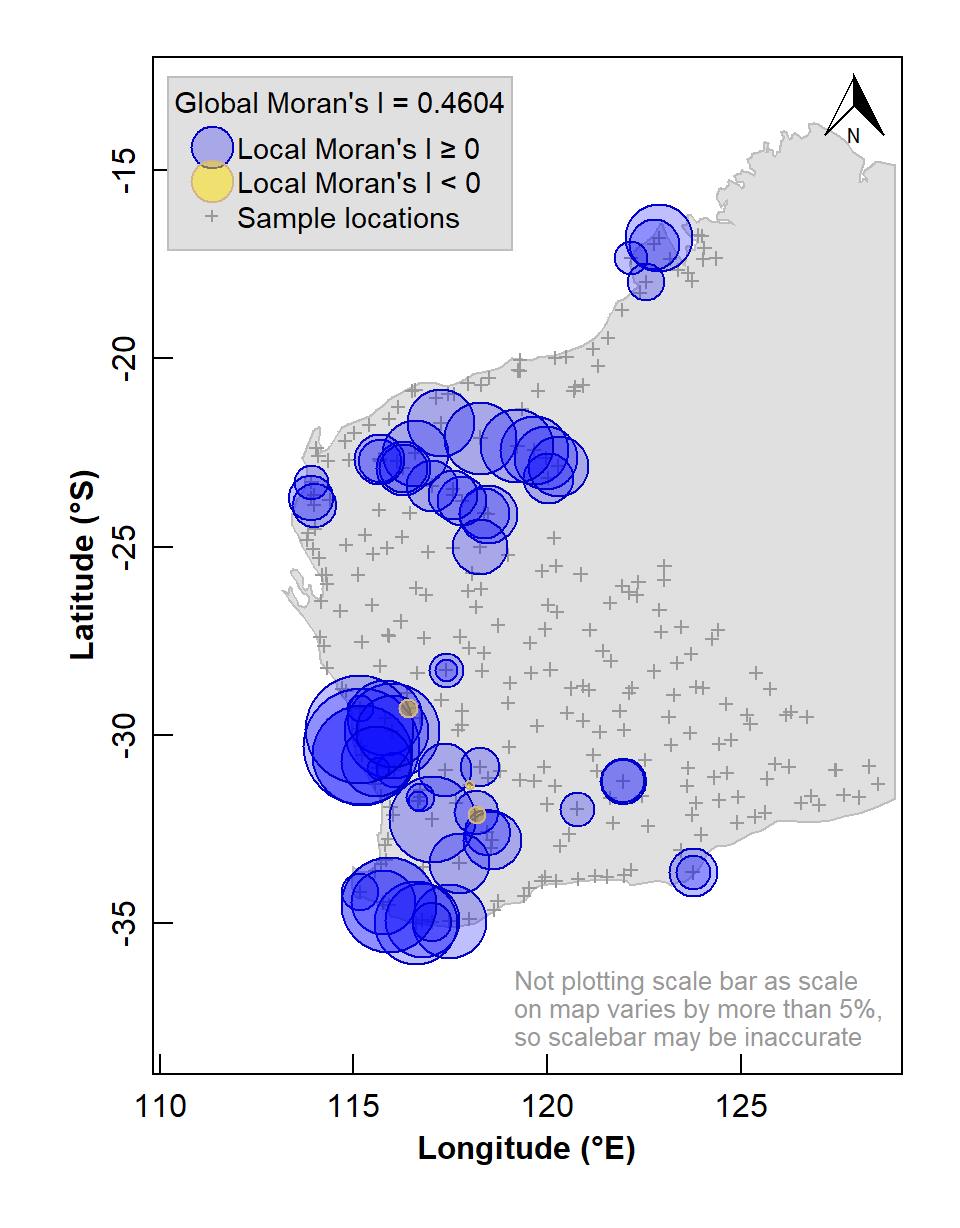 Global Moran's I = 0.4604
Local Moran's I ≥ 0
Local Moran's I < 0
Sample locations
N
-15
-20
-25
-30
-35
Latitude (°S)
Not plotting scale bar as scale
on map varies by more than 5%,
so scalebar may be inaccurate
110
115
120
125
Longitude (°E)